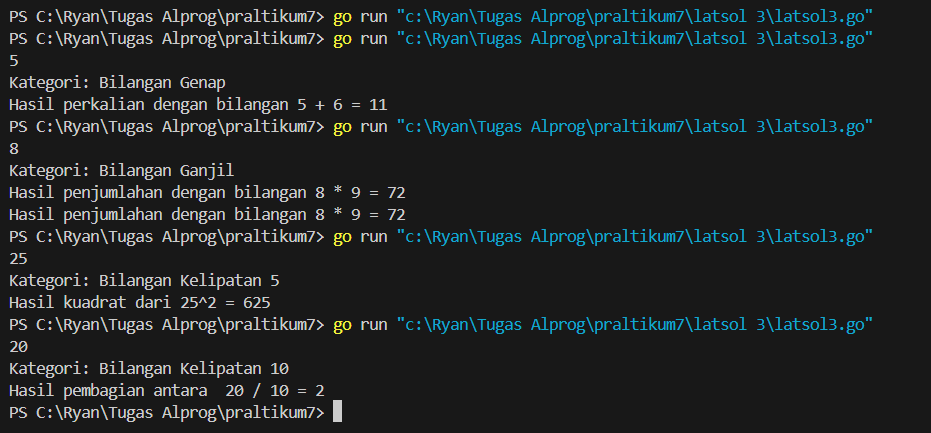 PS C:\Ryan\Tugas Alprog\praltikum7> go run "c:\Ryan\Tugas Alprog\praltikum7\latsol 3\latsol3.go"
PS C:\Ryan\Tugas Alprog\praltikum7> go run "c:\Ryan\Tugas Alprog\praltikum7\latsol 3\latsol3.go"
5
Kategori: Bilangan Genap
Hasil perkalian dengan bilangan 5 + 6 = 11
PS C:\Ryan\Tugas Alprog\praltikum7> go run "c:\Ryan\Tugas Alprog\praltikum7\latsol 3\latsol3.go"
8
Kategori: Bilangan Ganjil
Hasil penjumlahan dengan bilangan 8 * 9 = 72
Hasil penjumlahan dengan bilangan 8 * 9 = 72
PS C:\Ryan\Tugas Alprog\praltikum7> go run "c:\Ryan\Tugas Alprog\praltikum7\latsol 3\latsol3.go"
25
Kategori: Bilangan Kelipatan 5
Hasil kuadrat dari 25^2 = 625
PS C:\Ryan\Tugas Alprog\praltikum7> go run "c:\Ryan\Tugas Alprog\praltikum7\latsol 3\latsol3.go"
20
Kategori: Bilangan Kelipatan 10
Hasil pembagian antara  20 / 10 = 2
PS C:\Ryan\Tugas Alprog\praltikum7>